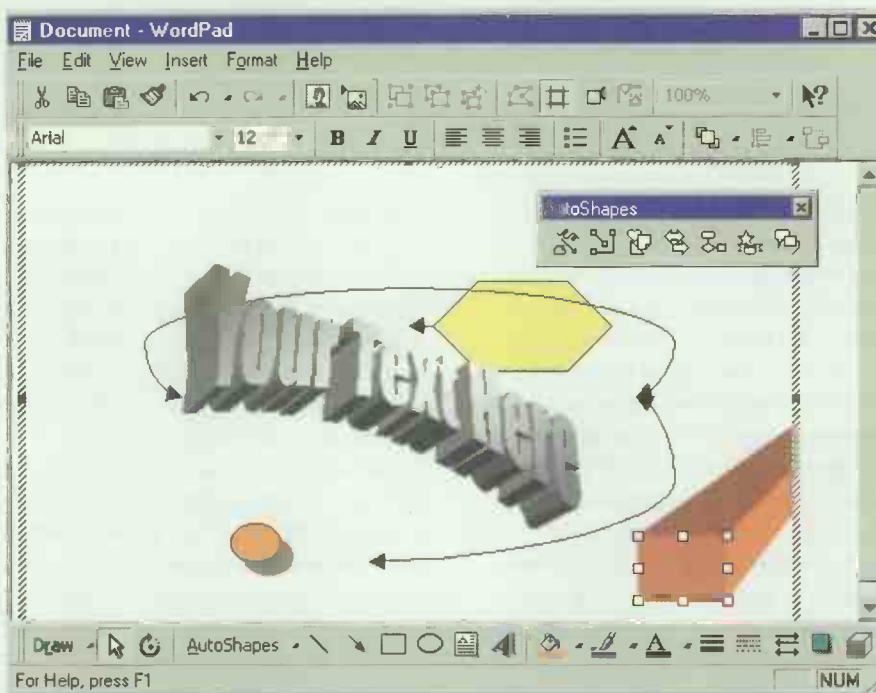 Document - WordPad
File Edit View Insert Format Help
100%
Arial 12 B I U A A
AutoShapes
Your Text Here
Draw AutoShapes A A
For Help, press F1 NUM